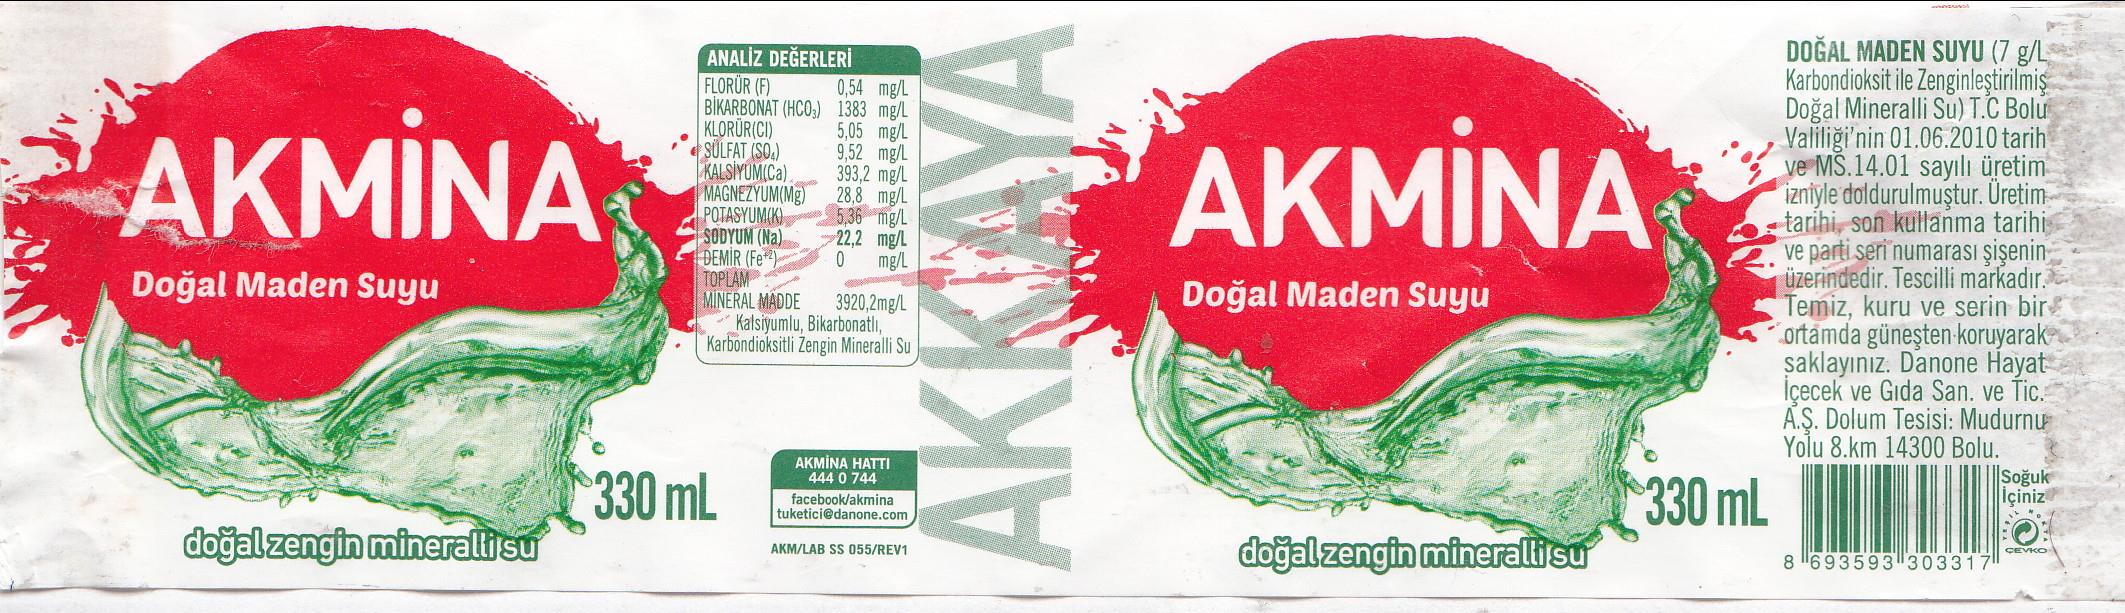 AKMİNA
Doğal Maden Suyu
330 mL
doğal zengin mineralli su
ANALİZ DEĞERLERİ
FLORÜR (F) 0,54 mg/L
BİKARBONAT (HCO₃) 1383 mg/L
KLORÜR(Cl) 5,05 mg/L
SÜLFAT (SO₄) 9,52 mg/L
KALSİYUM(Ca) 393,2 mg/L
MAGNEZYUM(Mg) 28,8 mg/L
POTASYUM(K) 5,36 mg/L
SODYUM (Na) 22,2 mg/L
DEMİR (Fe⁺²) 0 mg/L
TOPLAM
MİNERAL MADDE 3920,2mg/L
Kalsiyumlu, Bikarbonatlı,
Karbondioksitli Zengin Mineralli Su
AKMİNA HATTI
444 0 744
facebook/akmina
tuketici@danone.com
AKM/LAB SS 055/REV1
AKKAYA
AKMİNA
Doğal Maden Suyu
330 mL
doğal zengin mineralli su
DOĞAL MADEN SUYU (7 g/L
Karbondioksit ile Zenginleştirilmiş
Doğal Mineralli Su) T.C Bolu
Valiliği'nin 01.06.2010 tarih
ve MS.14.01 sayılı üretim
izniyle doldurulmuştur. Üretim
tarihi, son kullanma tarihi
ve parti seri numarası şişenin
üzerindedir. Tescilli markadır.
Temiz, kuru ve serin bir
ortamda güneşten koruyarak
saklayınız. Danone Hayat
İçecek ve Gıda San. ve Tic.
A.Ş. Dolum Tesisi: Mudurnu
Yolu 8.km 14300 Bolu.
Soğuk
İçiniz
YEŞİL NOKTA
ÇEVKO
8 693593 303317